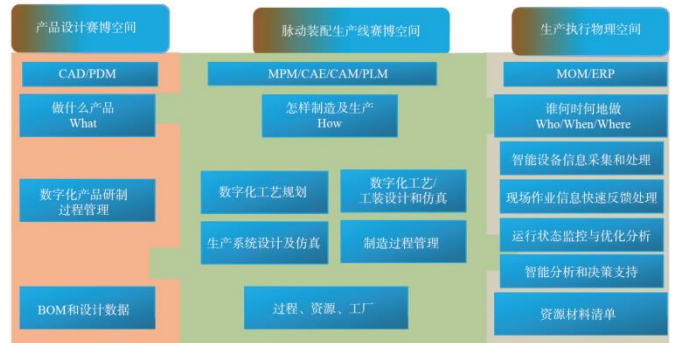 产品设计赛博空间
脉动装配生产线赛博空间
生产执行物理空间
CAD/PDM
MPM/CAE/CAM/PLM
MOM/ERP
做什么产品
What
怎样制造及生产
How
谁何时何地做
Who/When/Where
智能设备信息采集和处理
数字化产品研制
过程管理
数字化工艺规划
数字化工艺/
工装设计和仿真
现场作业信息快速反馈处理
生产系统设计及仿真
制造过程管理
运行状态监控与优化分析
智能分析和决策支持
BOM和设计数据
过程、资源、工厂
资源材料清单